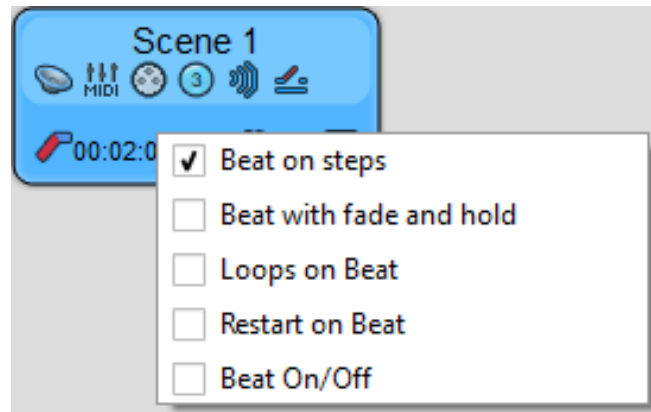 Scene 1
MIDI
3
00:02:0
Beat on steps
Beat with fade and hold
Loops on Beat
Restart on Beat
Beat On/Off